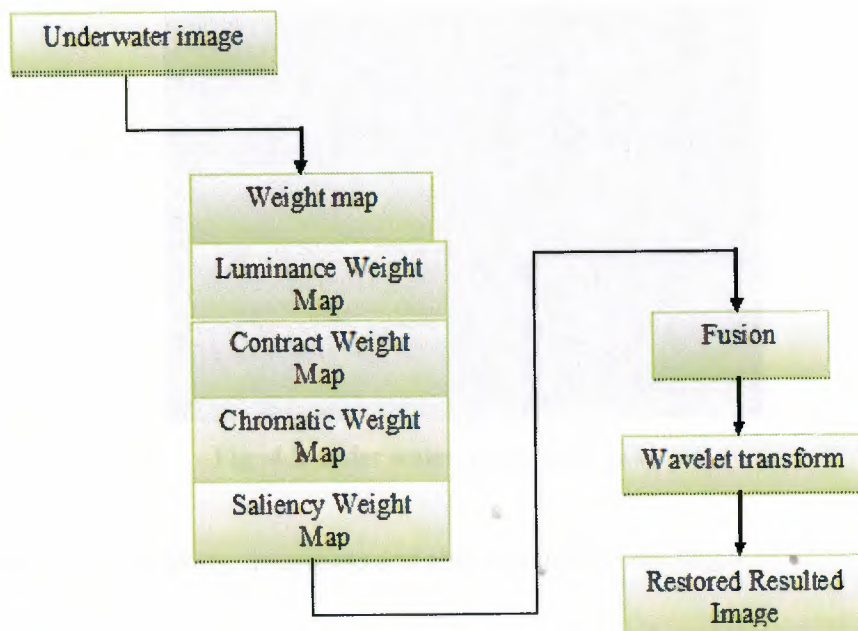 Underwater image
Weight map
Luminance Weight
Map
Contract Weight
Map
Chromatic Weight
Map
Saliency Weight
Map
Fusion
Wavelet transform
Restored Resulted
Image